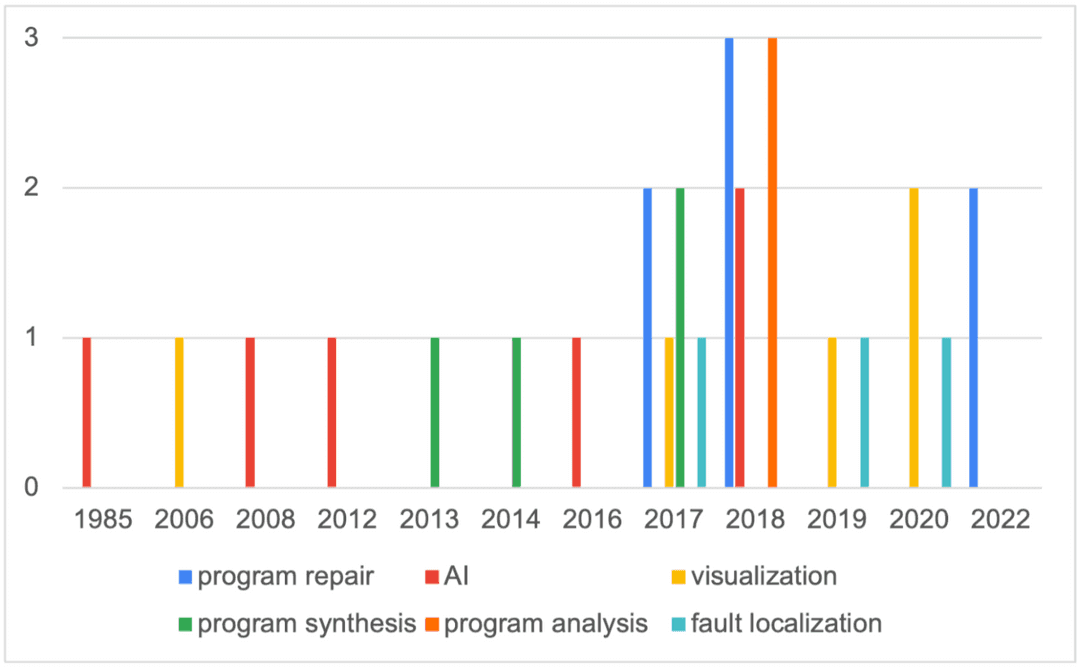 3
2
1
0
1985 2006 2008 2012 2013 2014 2016 2017 2018 2019 2020 2022
program repair AI visualization
program synthesis program analysis fault localization